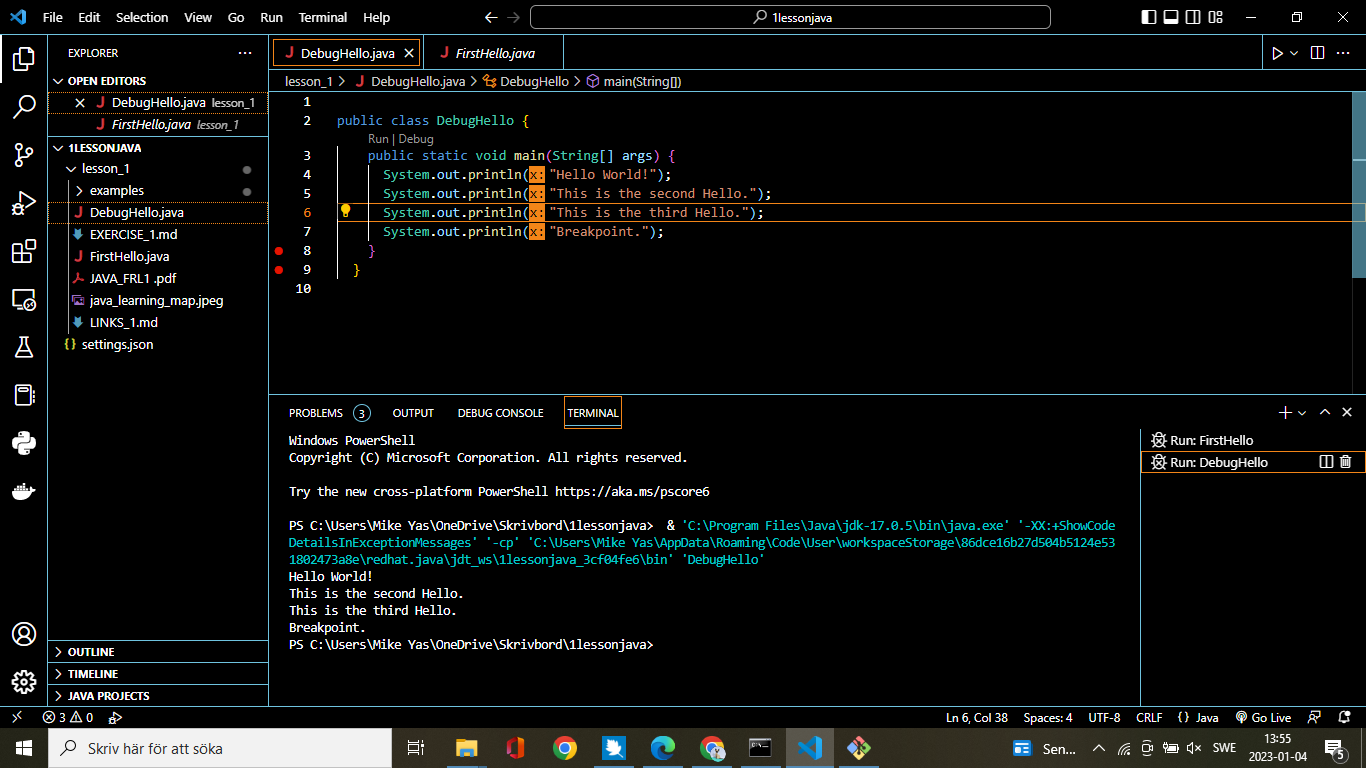 File Edit Selection View Go Run Terminal Help
1lessonjava
EXPLORER
OPEN EDITORS
DebugHello.java lesson_1
FirstHello.java lesson_1
1LESSONJAVA
lesson_1
examples
DebugHello.java
EXERCISE_1.md
FirstHello.java
JAVA_FRL1 .pdf
java_learning_map.jpeg
LINKS_1.md
settings.json
OUTLINE
TIMELINE
JAVA PROJECTS
DebugHello.java
FirstHello.java
lesson_1 > DebugHello.java > DebugHello > main(String[])
1
2 public class DebugHello {
Run | Debug
3 public static void main(String[] args) {
4 System.out.println(x: "Hello World!");
5 System.out.println(x: "This is the second Hello.");
6 System.out.println(x: "This is the third Hello.");
7 System.out.println(x: "Breakpoint.");
8 }
9 }
10
PROBLEMS 3 OUTPUT DEBUG CONSOLE TERMINAL
Windows PowerShell
Copyright (C) Microsoft Corporation. All rights reserved.
Try the new cross-platform PowerShell https://aka.ms/pscore6
PS C:\Users\Mike Yas\OneDrive\Skrivbord\1lessonjava> & 'C:\Program Files\Java\jdk-17.0.5\bin\java.exe' '-XX:+ShowCode
DetailsInExceptionMessages' '-cp' 'C:\Users\Mike Yas\AppData\Roaming\Code\User\workspaceStorage\86dce16b27d504b5124e53
1802473a8e\redhat.java\jdt_ws\1lessonjava_3cf04fe6\bin' 'DebugHello'
Hello World!
This is the second Hello.
This is the third Hello.
Breakpoint.
PS C:\Users\Mike Yas\OneDrive\Skrivbord\1lessonjava>
Run: FirstHello
Run: DebugHello
3 0
Ln 6, Col 38 Spaces: 4 UTF-8 CRLF {} Java Go Live
Skriv här för att söka
Sen...
SWE
13:55
2023-01-04
5